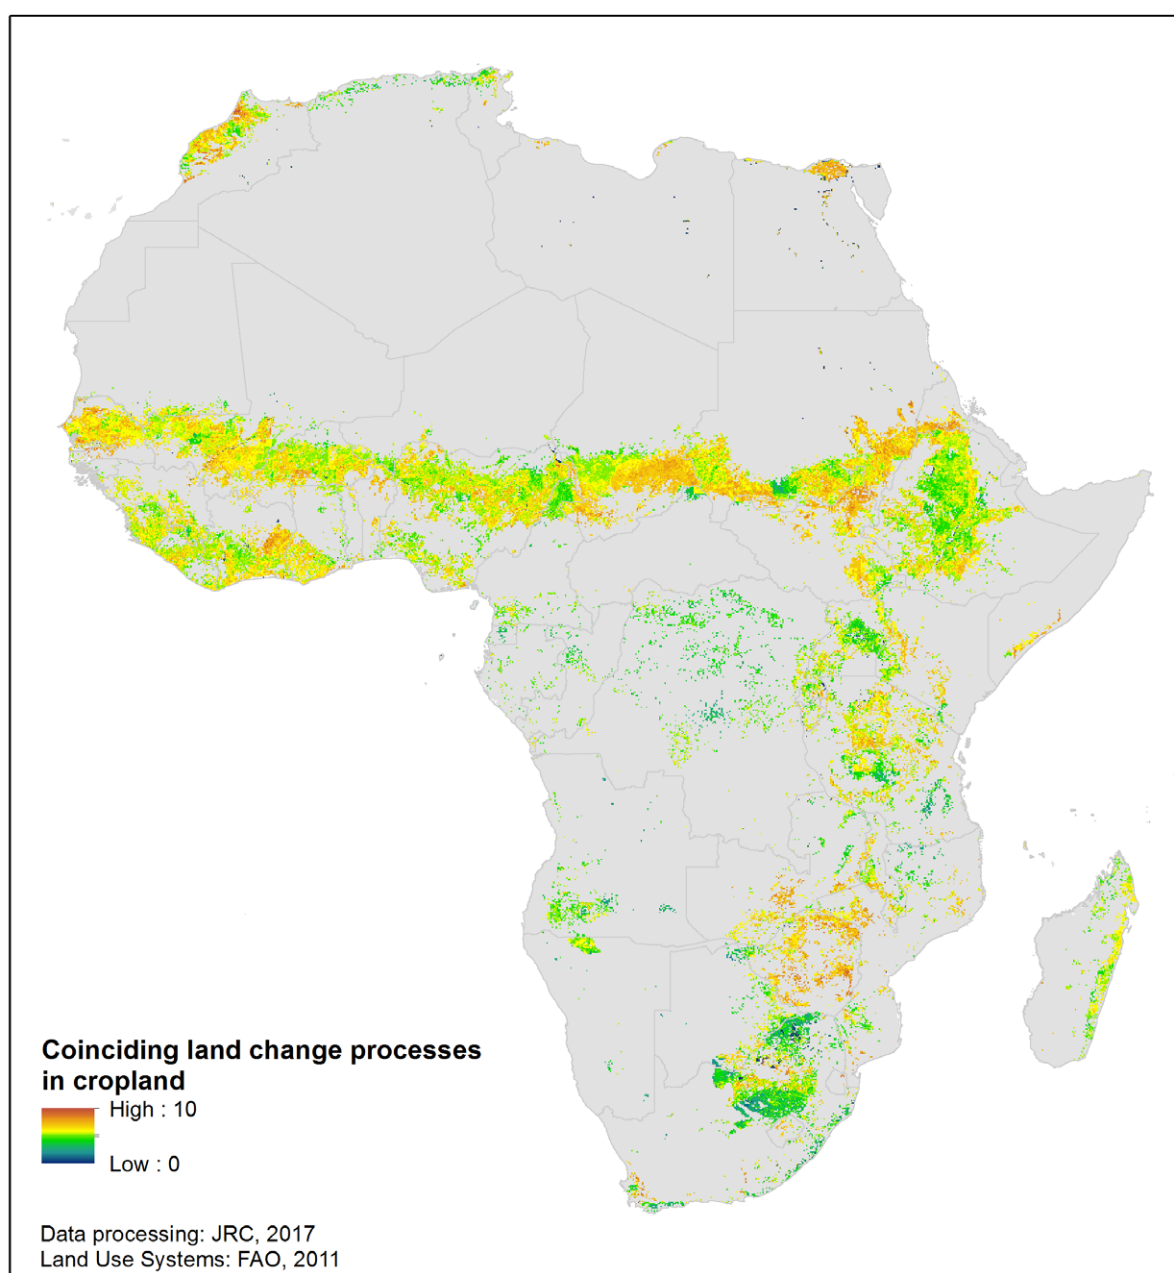 Coinciding land change processes
in cropland
High : 10
Low : 0
Data processing: JRC, 2017
Land Use Systems: FAO, 2011